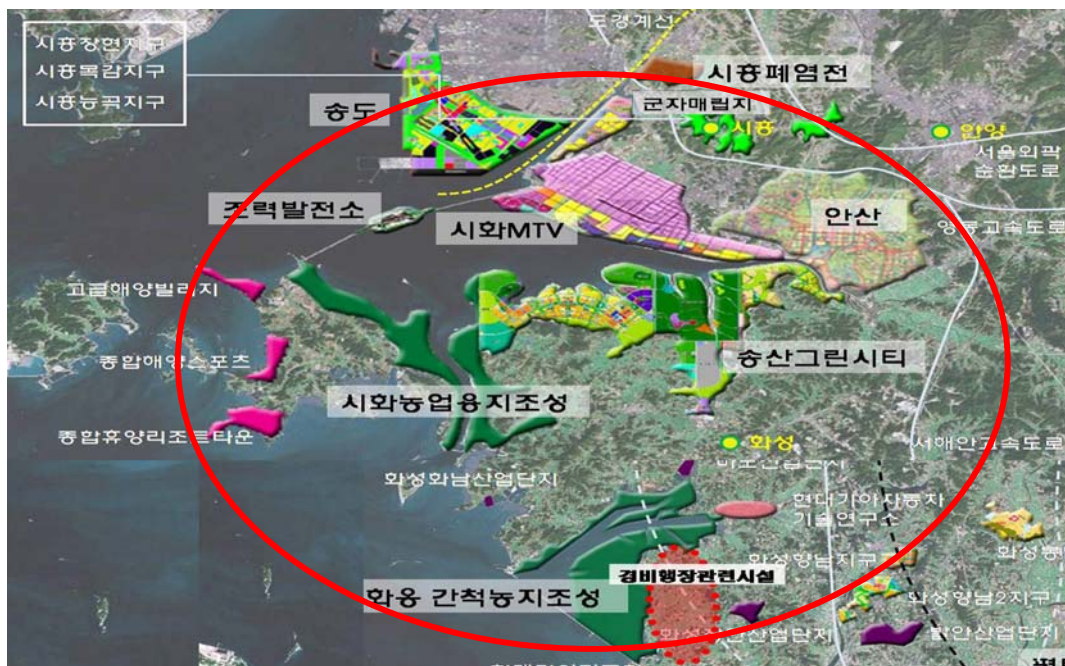 도경계선
시흥장현지구
시흥목감지구
시흥능곡지구
시흥폐염전
군자매립지
송도
시흥
안양
서울외곽
순환도로
조력발전소
시화MTV
안산
영동고속도로
고급해양빌리지
종합해양스포츠
송산그린시티
시화농업용지조성
종합휴양리조트타운
화성
서해안고속도로
화성화남산업단지
마도산업단지
현대기아자동차
기술연구소
화성향남지구
경비행장관련시설
화옹 간척농지조성
화성향남2지구
발안산업단지